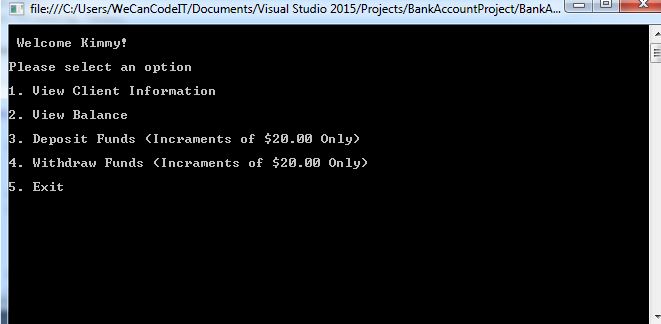 file:///C:/Users/WeCanCodeIT/Documents/Visual Studio 2015/Projects/BankAccountProject/BankA...
Welcome Kimmy!
Please select an option
1. View Client Information
2. View Balance
3. Deposit Funds (Incraments of $20.00 Only)
4. Withdraw Funds (Incraments of $20.00 Only)
5. Exit